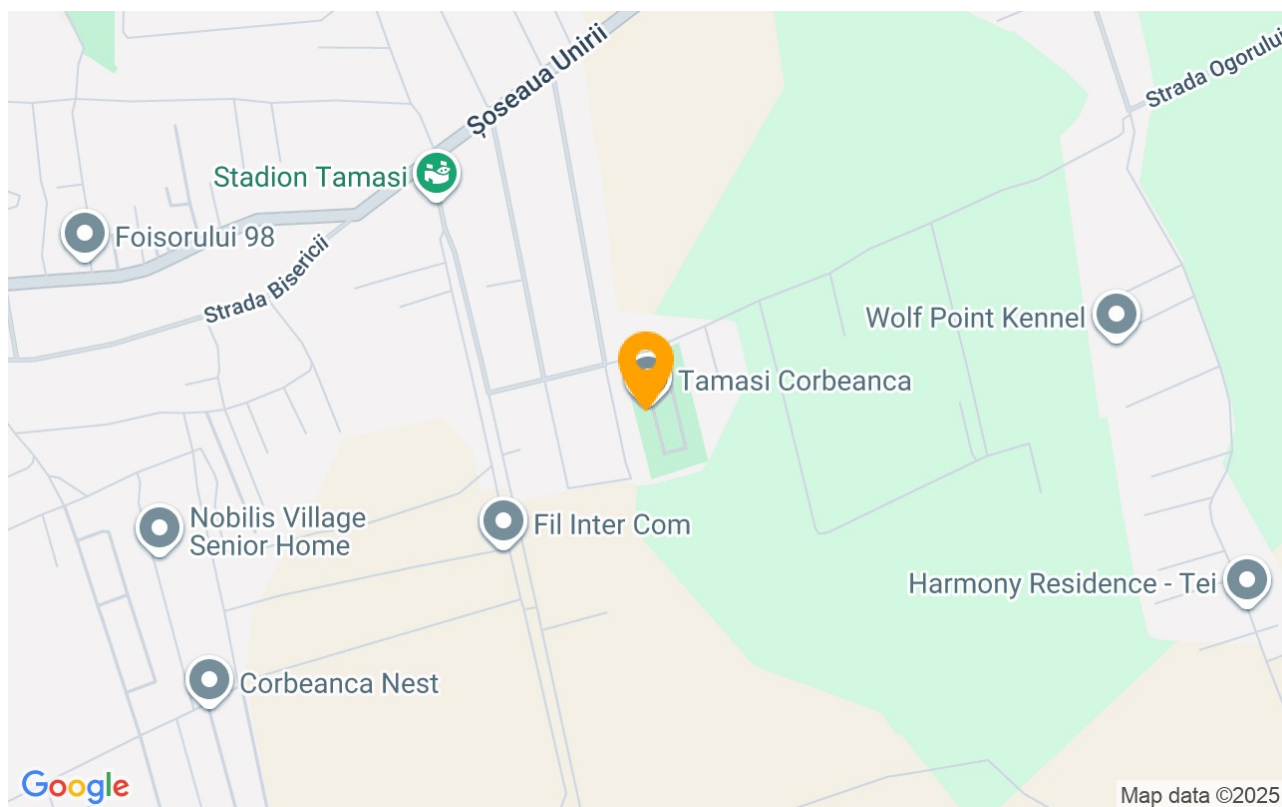 Șoseaua Unirii
Strada Ogorului
Stadion Tamasi
Foisorului 98
Strada Bisericii
Wolf Point Kennel
Tamasi Corbeanca
Nobilis Village
Senior Home
Fil Inter Com
Harmony Residence - Tei
Corbeanca Nest
Google
Map data ©2025